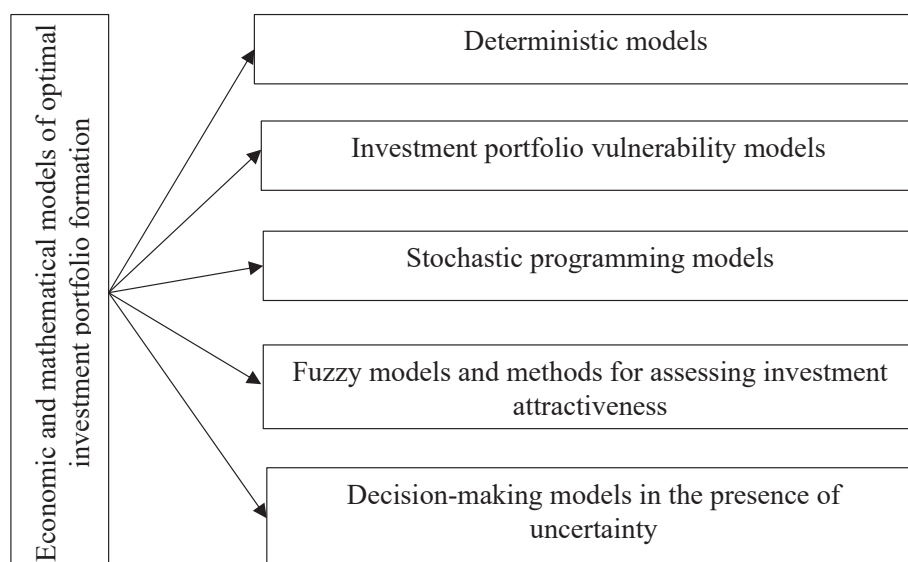 Economic and mathematical models of optimal
investment portfolio formation
Deterministic models
Investment portfolio vulnerability models
Stochastic programming models
Fuzzy models and methods for assessing investment
attractiveness
Decision-making models in the presence of
uncertainty